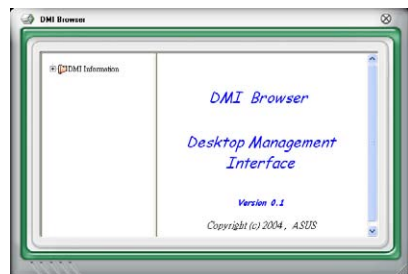 DMI Browser
DMI Information
DMI Browser
Desktop Management
Interface
Version 0.1
Copyright (c) 2004, ASUS